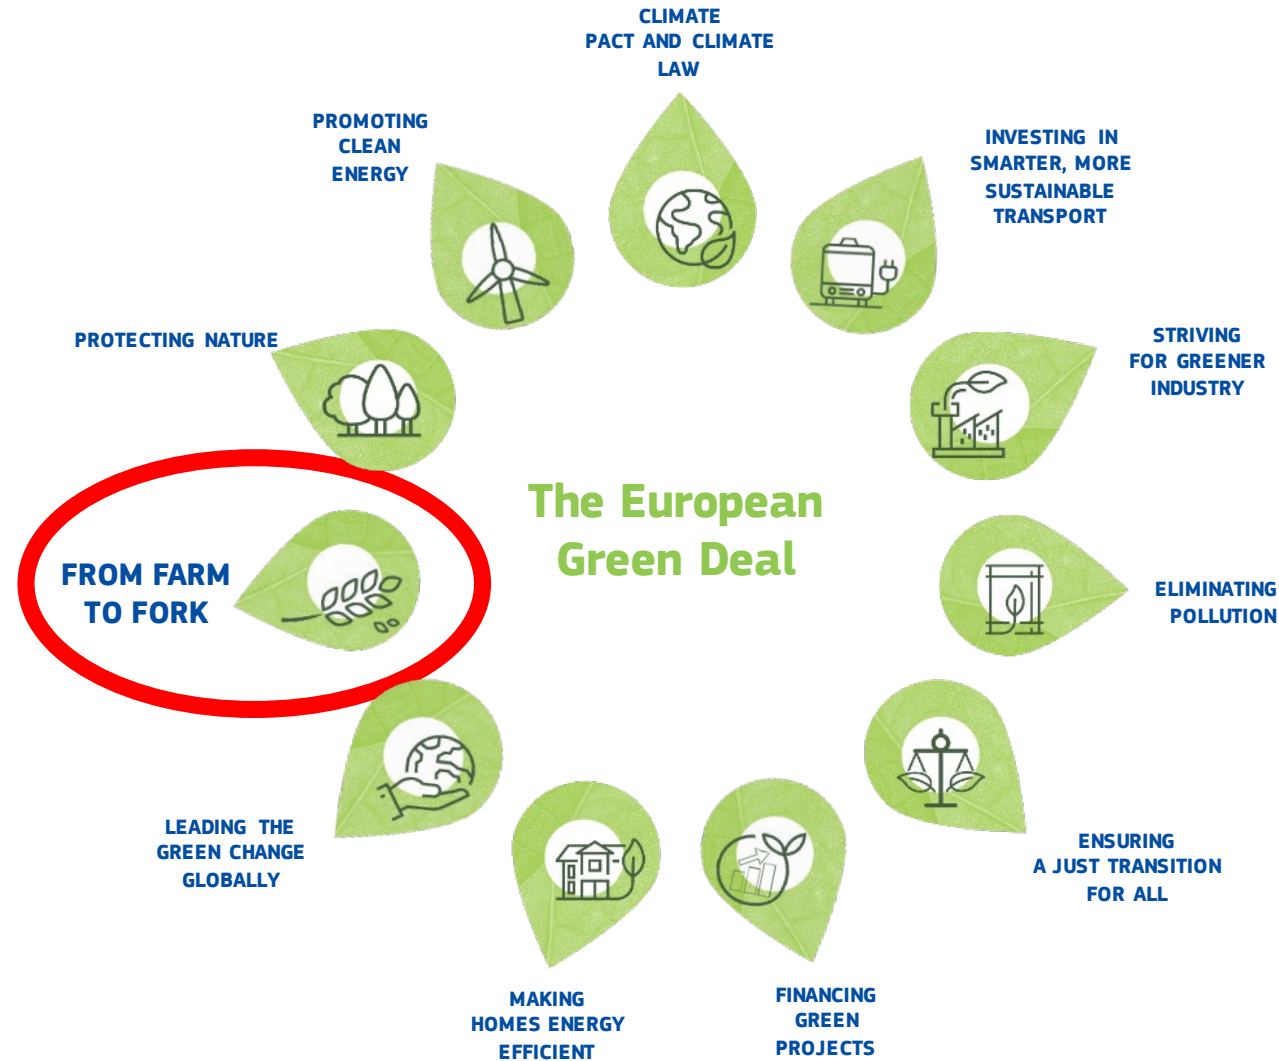 CLIMATE
PACT AND CLIMATE
LAW
PROMOTING
CLEAN
ENERGY
INVESTING IN
SMARTER, MORE
SUSTAINABLE
TRANSPORT
PROTECTING NATURE
STRIVING
FOR GREENER
INDUSTRY
The European
Green Deal
FROM FARM
TO FORK
ELIMINATING
POLLUTION
LEADING THE
GREEN CHANGE
GLOBALLY
ENSURING
A JUST TRANSITION
FOR ALL
MAKING
HOMES ENERGY
EFFICIENT
FINANCING
GREEN
PROJECTS